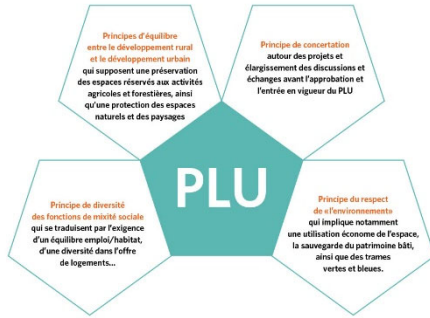 Principes d'équilibre
entre le développement rural
et le développement urbain
qui supposent une préservation
des espaces réservés aux activités
agricoles et forestières, ainsi
qu'une protection des espaces
naturels et des paysages
Principe de concertation
autour des projets et
élargissement des discussions et
échanges avant l'approbation et
l'entrée en vigueur du PLU
PLU
Principe de diversité
des fonctions de mixité sociale
qui se traduisent par l'exigence
d'un équilibre emploi/habitat,
d'une diversité dans l'offre
de logements...
Principe du respect
de «l'environnement»
qui implique notamment
une utilisation économe de l'espace,
la sauvegarde du patrimoine bâti,
ainsi que des trames
vertes et bleues.